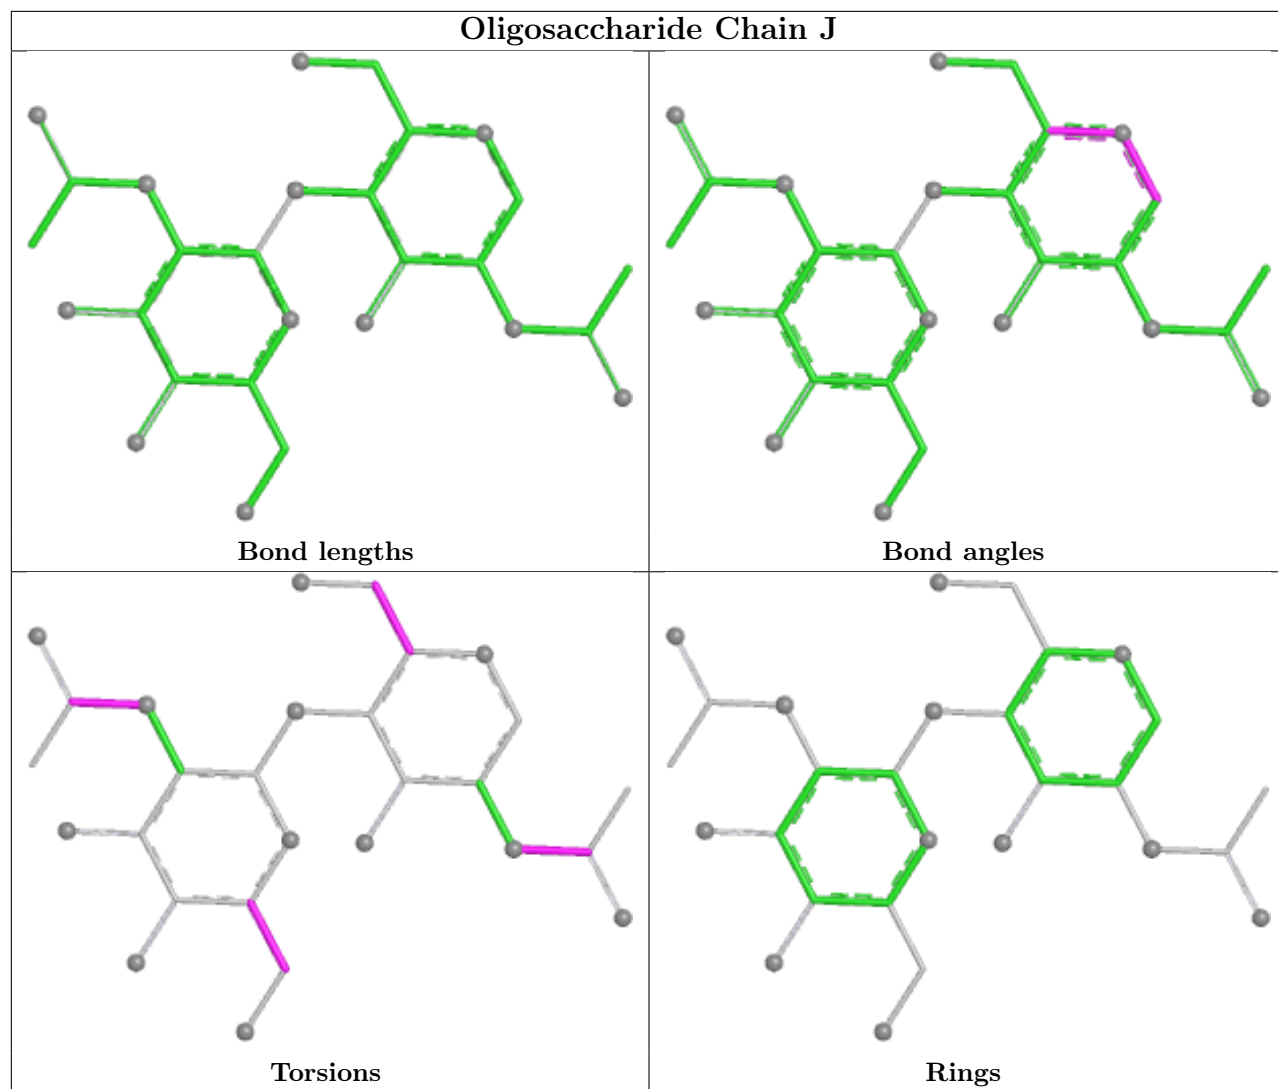 Oligosaccharide Chain J
Bond lengths
Bond angles
Torsions
Rings